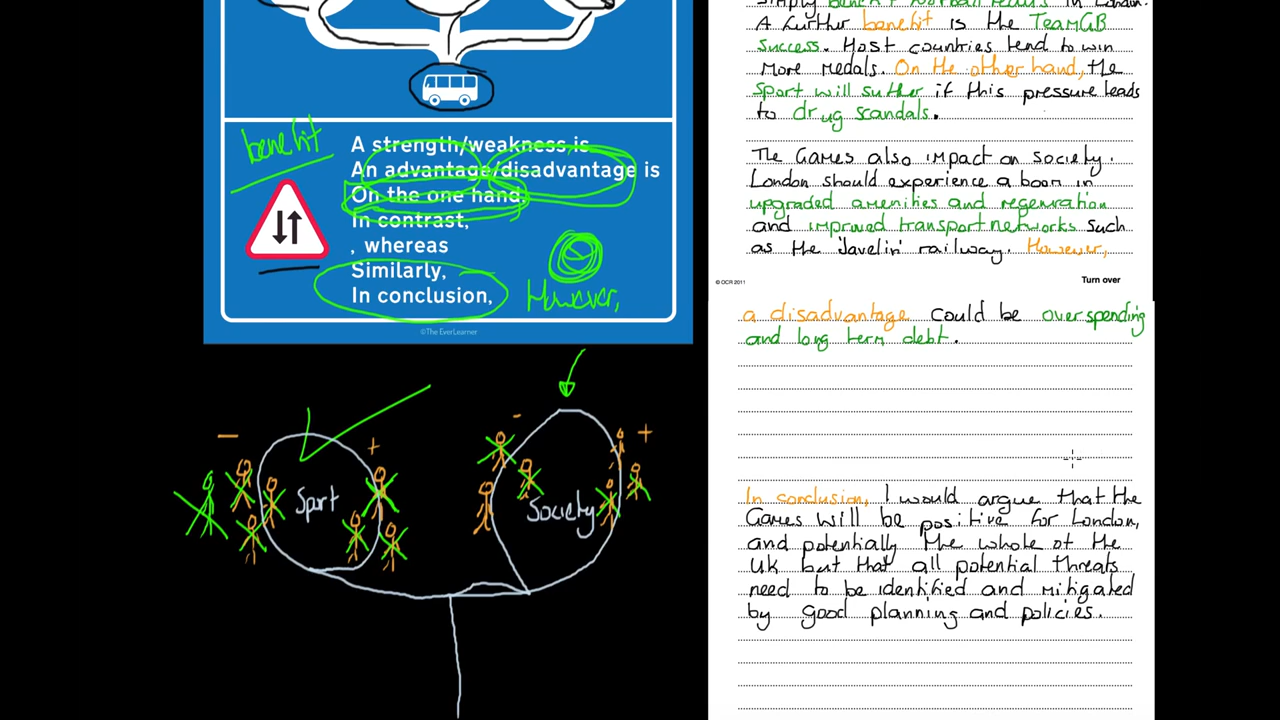 benefit
A strength/weakness is
An advantage/disadvantage is
On the one hand,
In contrast,
, whereas
Similarly,
In conclusion,
However,
©The EverLearner
- + - +
Sport
Society
in London.
A further benefit is the TeamGB
success. Host countries tend to win
more medals. On the other hand, the
sport will suffer if this pressure leads
to drug scandals.
The Games also impact on society.
London should experience a boom in
upgraded amenities and regeneration
and improved transport networks such
as the 'Javelin' railway. However,
© OCR 2011
Turn over
a disadvantage could be overspending
and long term debt.
In conclusion, I would argue that the
Games will be positive for London,
and potentially the whole of the
UK but that all potential threats
need to be identified and mitigated
by good planning and policies.